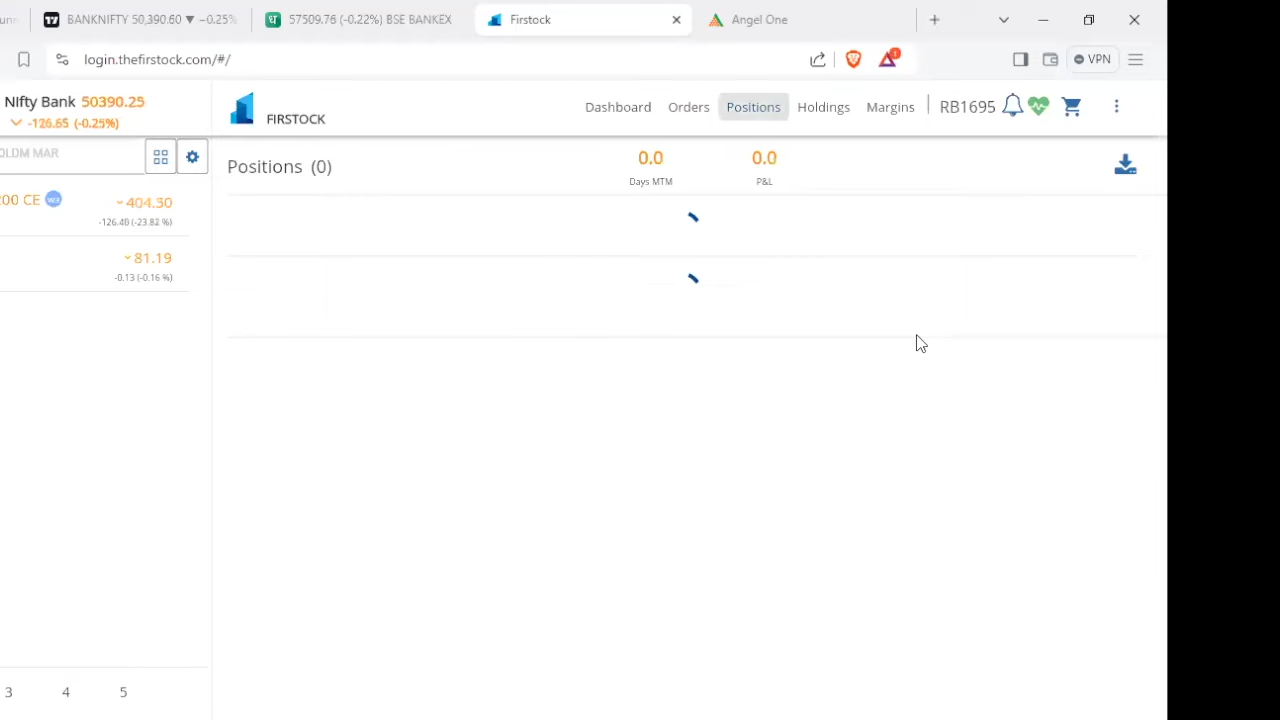 BANKNIFTY 50,390.60 ▼ −0.25%
57509.76 (-0.22%) BSE BANKEX
Firstock
Angel One
login.thefirstock.com/#/
1
VPN
NIfty Bank 50390.25
-126.65 (-0.25%)
FIRSTOCK
Dashboard
Orders
Positions
Holdings
Margins
RB1695
OLDM MAR
Positions (0)
0.0
Days MTM
0.0
P&L
00 CE W3
404.30
-126.40 (-23.82 %)
81.19
-0.13 (-0.16 %)
3 4 5